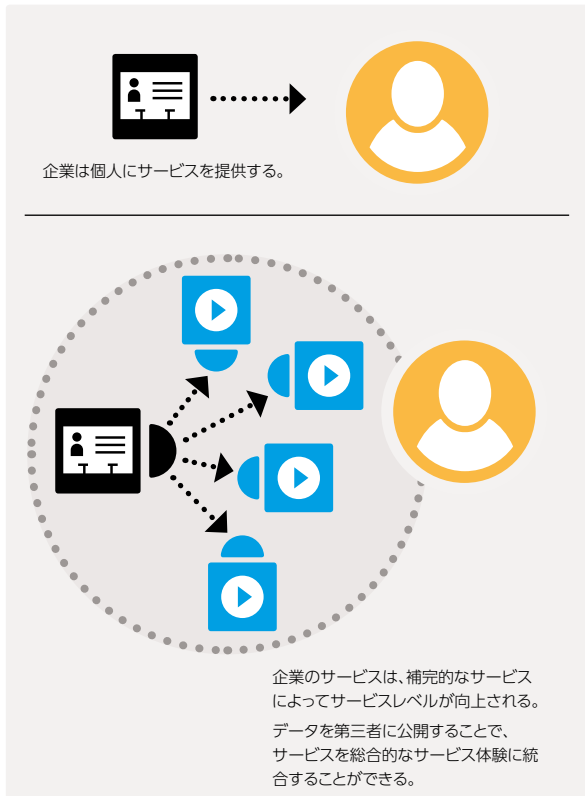 企業は個人にサービスを提供する。
企業のサービスは、補完的なサービス
によってサービスレベルが向上される。
データを第三者に公開することで、
サービスを総合的なサービス体験に統
合することができる。